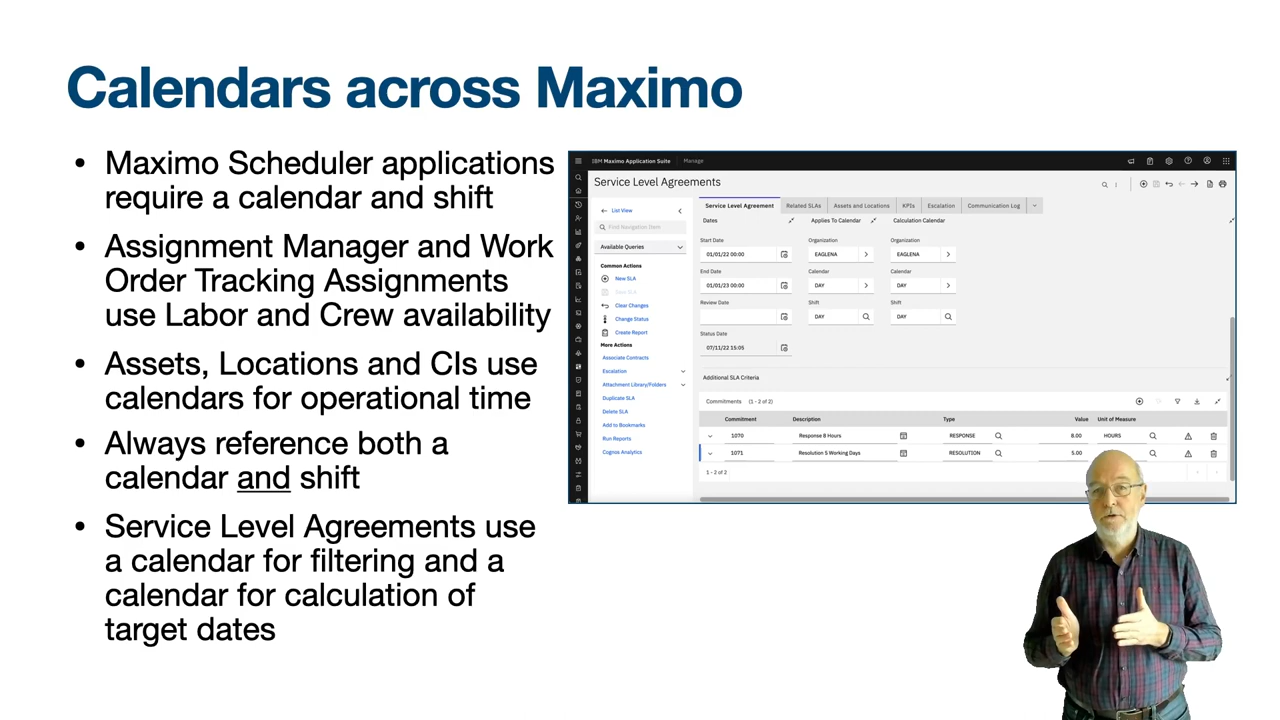 Calendars across Maximo
• Maximo Scheduler applications
require a calendar and shift
• Assignment Manager and Work
Order Tracking Assignments
use Labor and Crew availability
• Assets, Locations and CIs use
calendars for operational time
• Always reference both a
calendar and shift
• Service Level Agreements use
a calendar for filtering and a
calendar for calculation of
target dates
IBM Maximo Application Suite Manage
Service Level Agreements
List View
Find Navigation Item
Available Queries
Common Actions
New SLA
Save SLA
Clear Changes
Change Status
Create Report
More Actions
Associate Contracts
Escalation
Attachment Library/Folders
Duplicate SLA
Delete SLA
Add to Bookmarks
Run Reports
Cognos Analytics
Service Level Agreement Related SLAs Assets and Locations KPIs Escalation Communication Log
Dates Applies To Calendar Calculation Calendar
Start Date Organization Organization
01/01/22 00:00 EAGLENA EAGLENA
End Date Calendar Calendar
01/01/23 00:00 DAY DAY
Review Date Shift Shift
DAY DAY
Status Date
07/11/22 15:05
Additional SLA Criteria
Commitments (1 - 2 of 2)
Commitment Description Type Value Unit of Measure
1070 Response 8 Hours RESPONSE 8.00 HOURS
1071 Resolution 5 Working Days RESOLUTION 5.00
1 - 2 of 2